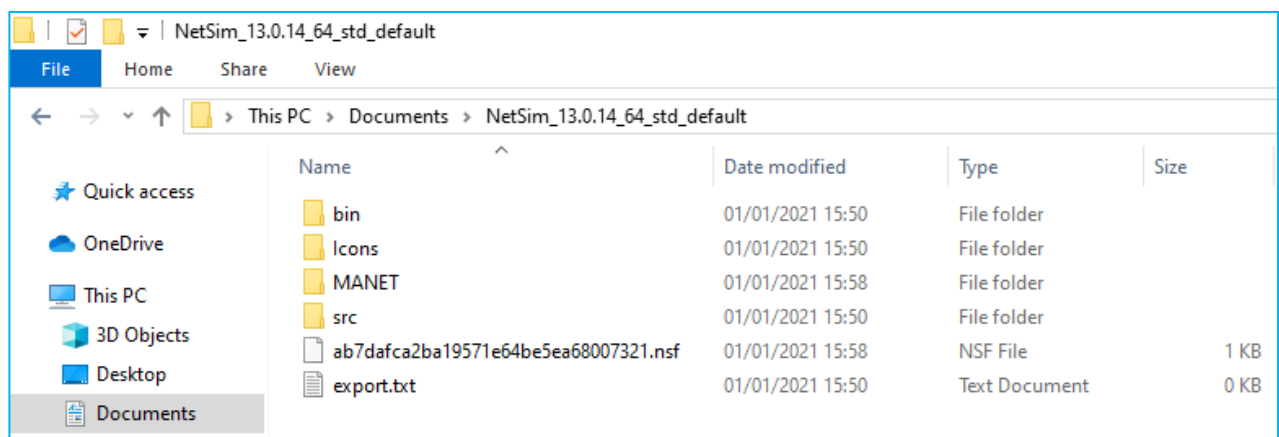 NetSim_13.0.14_64_std_default
File Home Share View
This PC > Documents > NetSim_13.0.14_64_std_default
Name Date modified Type Size
Quick access
OneDrive
This PC
3D Objects
Desktop
Documents
bin 01/01/2021 15:50 File folder
Icons 01/01/2021 15:50 File folder
MANET 01/01/2021 15:58 File folder
src 01/01/2021 15:50 File folder
ab7dafca2ba19571e64be5ea68007321.nsf 01/01/2021 15:58 NSF File 1 KB
export.txt 01/01/2021 15:50 Text Document 0 KB